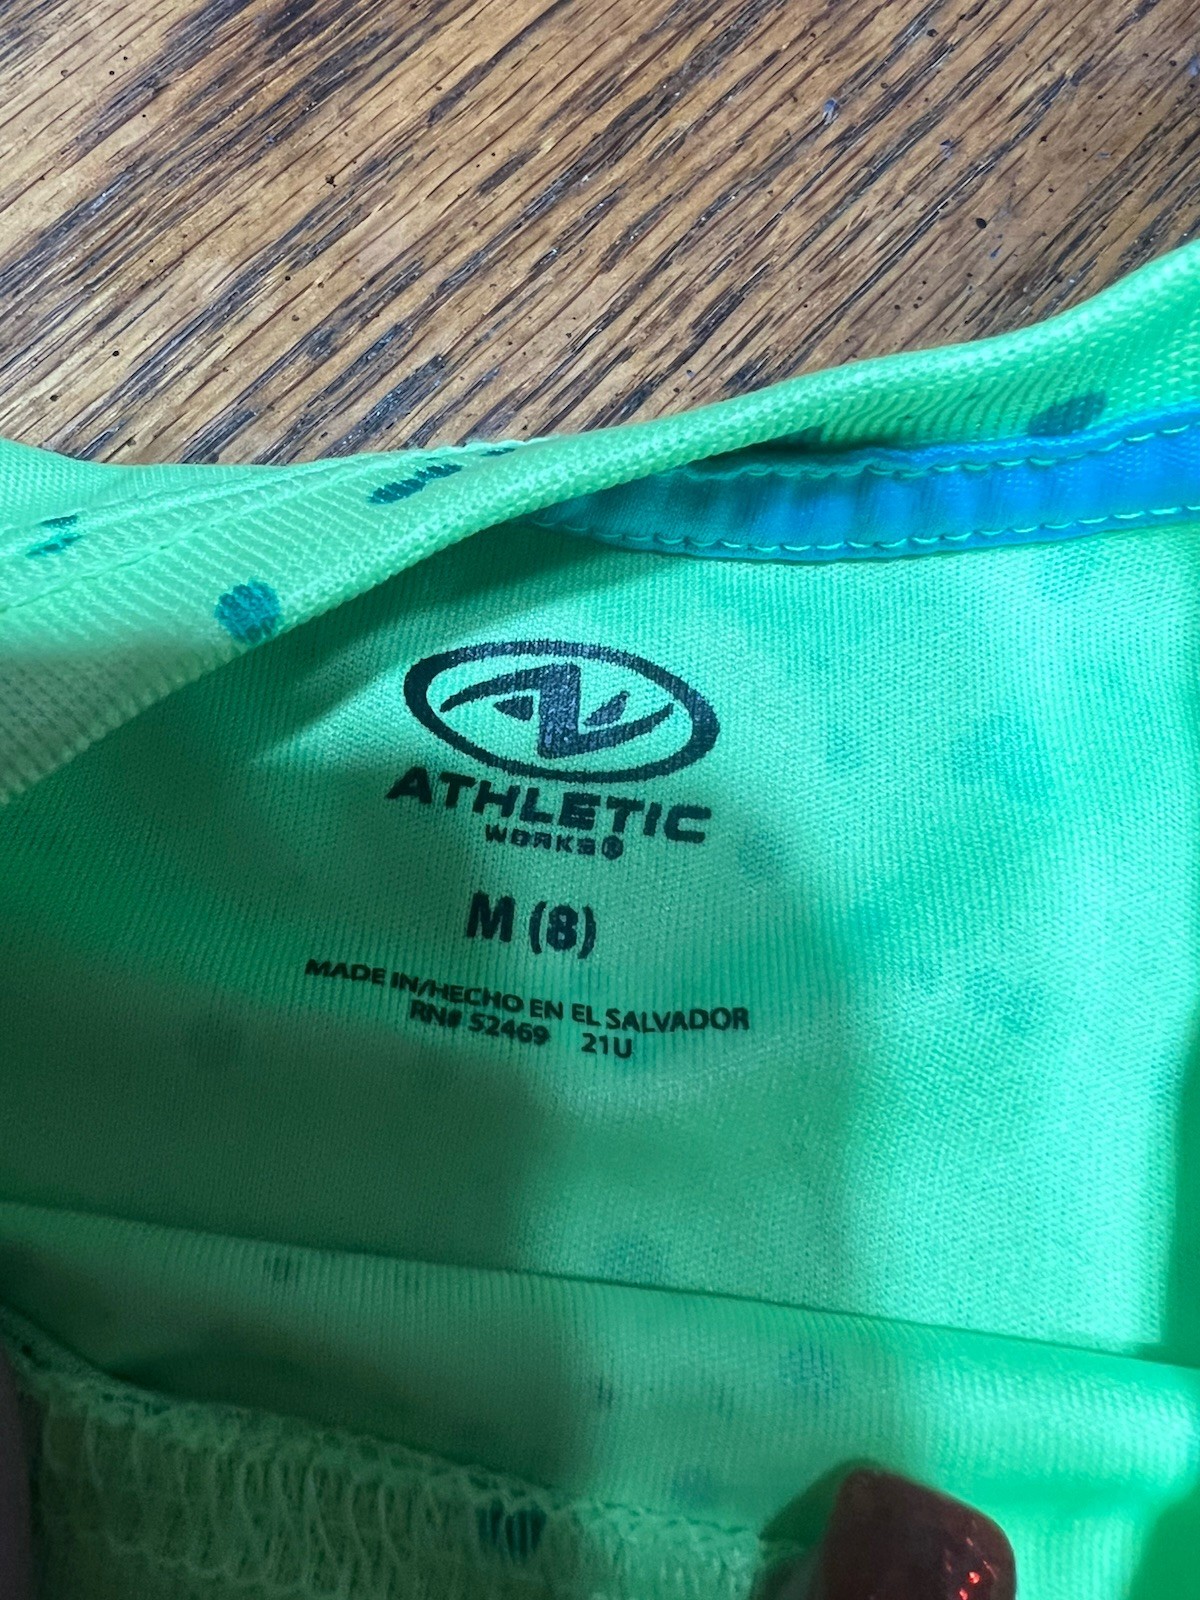 ATHLETIC
WORKS®
M (8)
MADE IN/HECHO EN EL SALVADOR
RN# 52469 21U